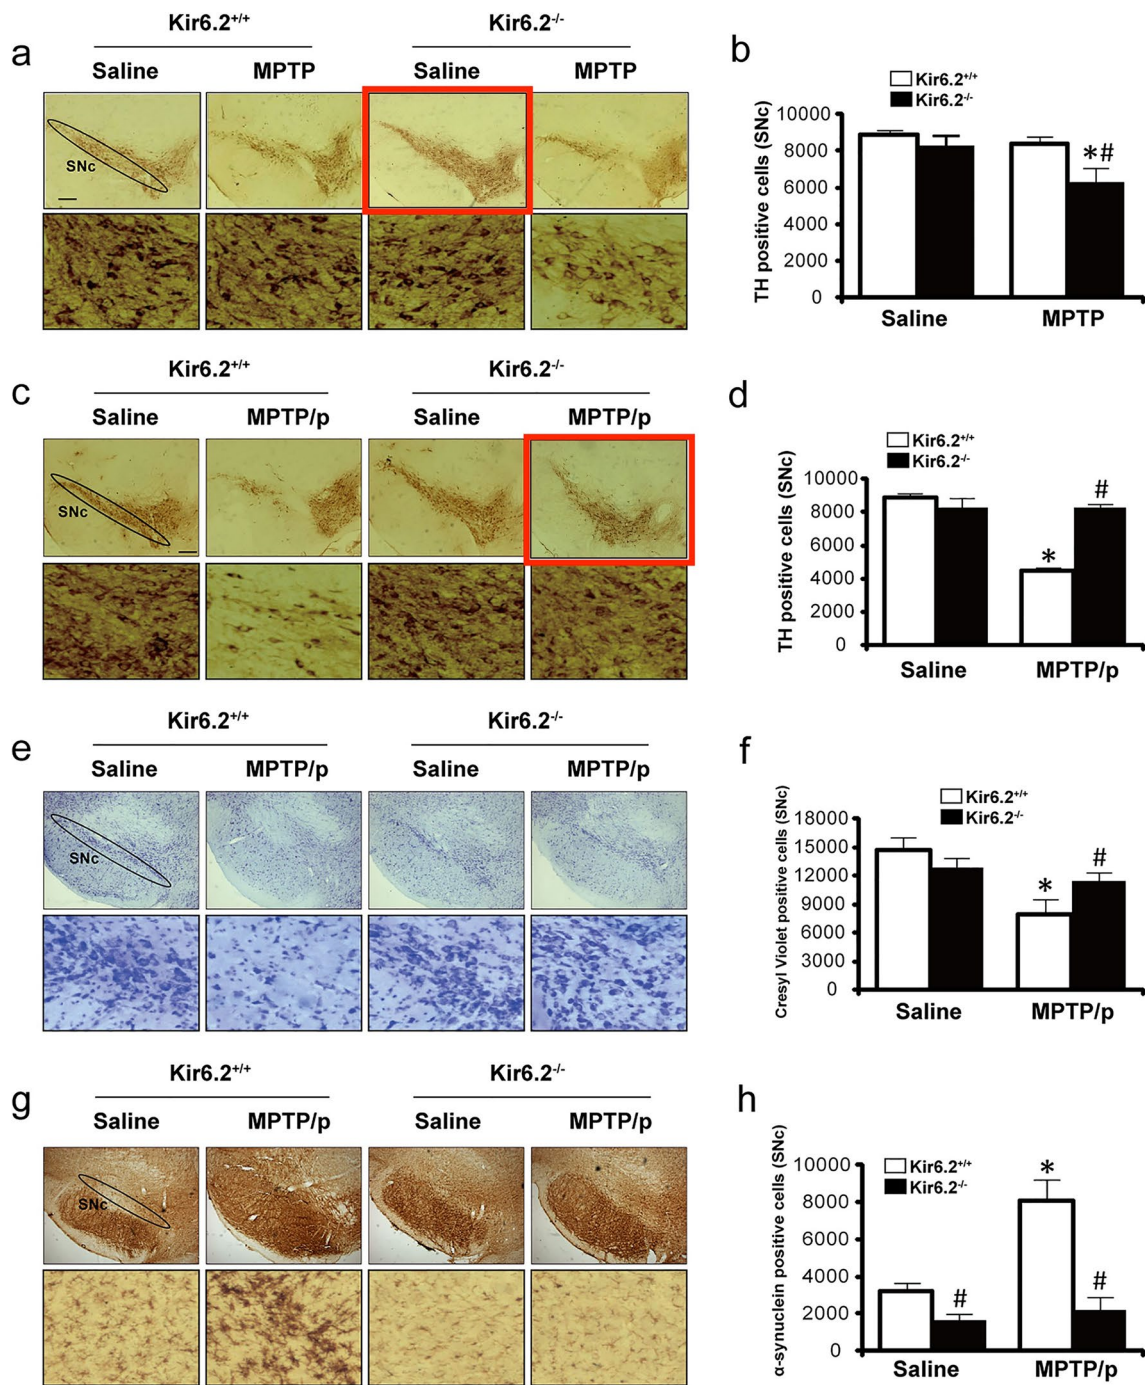 a
Kir6.2+/+
Kir6.2-/-
Saline
MPTP
Saline
MPTP
SNc
b
Kir6.2+/+
Kir6.2-/-
TH positive cells (SNc)
10000
8000
6000
4000
2000
0
*#
Saline
MPTP
c
Kir6.2+/+
Kir6.2-/-
Saline
MPTP/p
Saline
MPTP/p
SNc
d
Kir6.2+/+
Kir6.2-/-
TH positive cells (SNc)
10000
8000
6000
4000
2000
0
*
#
Saline
MPTP/p
e
Kir6.2+/+
Kir6.2-/-
Saline
MPTP/p
Saline
MPTP/p
SNc
f
Kir6.2+/+
Kir6.2-/-
Cresyl Violet positive cells (SNc)
18000
15000
12000
9000
6000
3000
0
*
#
Saline
MPTP/p
g
Kir6.2+/+
Kir6.2-/-
Saline
MPTP/p
Saline
MPTP/p
SNc
h
Kir6.2+/+
Kir6.2-/-
α-synuclein positive cells (SNc)
10000
8000
6000
4000
2000
0
#
*
#
Saline
MPTP/p